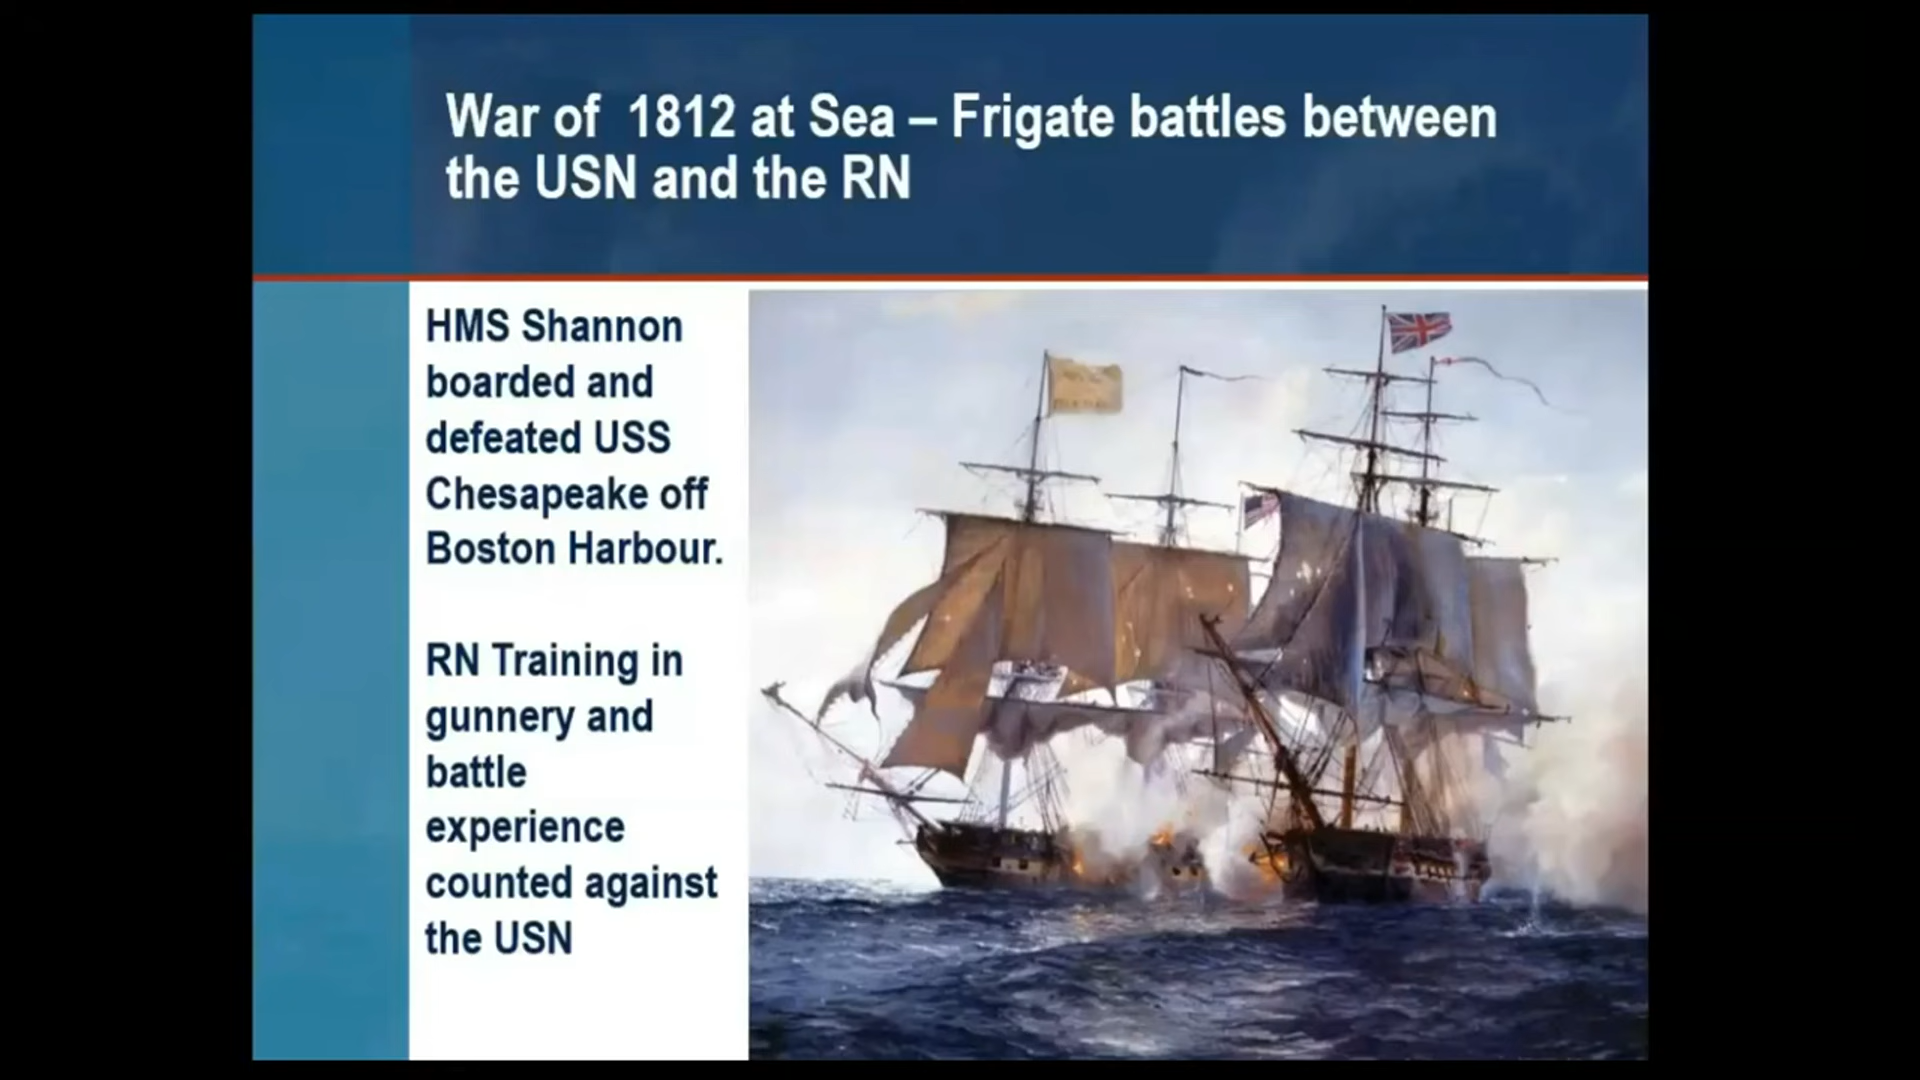 War of 1812 at Sea – Frigate battles between
the USN and the RN
HMS Shannon
boarded and
defeated USS
Chesapeake off
Boston Harbour.
RN Training in
gunnery and
battle
experience
counted against
the USN